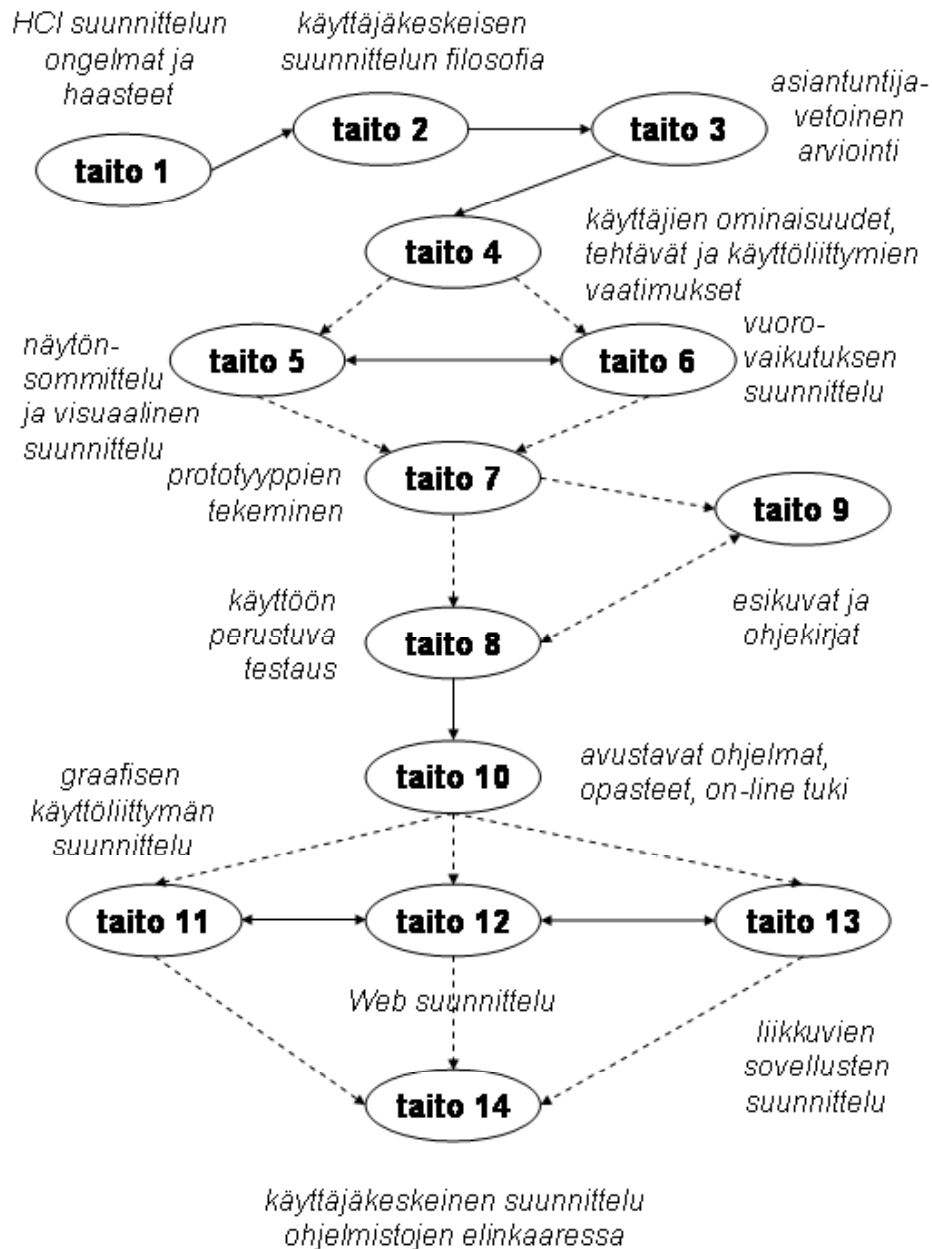 HCI suunnittelun
ongelmat ja
haasteet
käyttäjäkeskeisen
suunnittelun filosofia
asiantuntija-
vetoinen
arviointi
taito 1
taito 2
taito 3
taito 4
käyttäjien ominaisuudet,
tehtävät ja käyttöliittymien
vaatimukset
näytön-
sommittelu
ja visuaalinen
suunnittelu
taito 5
taito 6
vuoro-
vaikutuksen
suunnittelu
prototyyppien
tekeminen
taito 7
taito 9
käyttöön
perustuva
testaus
taito 8
esikuvat ja
ohjekirjat
graafisen
käyttöliittymän
suunnittelu
taito 10
avustavat ohjelmat,
opasteet, on-line tuki
taito 11
taito 12
taito 13
Web suunnittelu
liikkuvien
sovellusten
suunnittelu
taito 14
käyttäjäkeskeinen suunnittelu
ohjelmistojen elinkaaressa